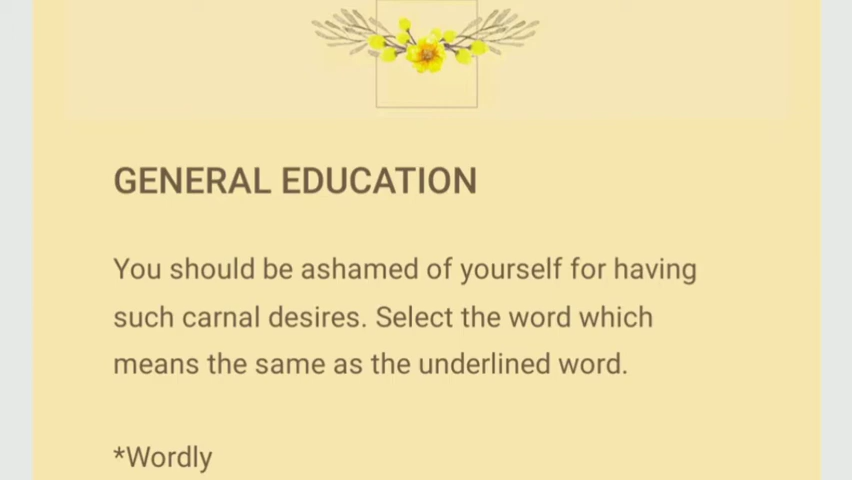 GENERAL EDUCATION
You should be ashamed of yourself for having
such carnal desires. Select the word which
means the same as the underlined word.
*Wordly